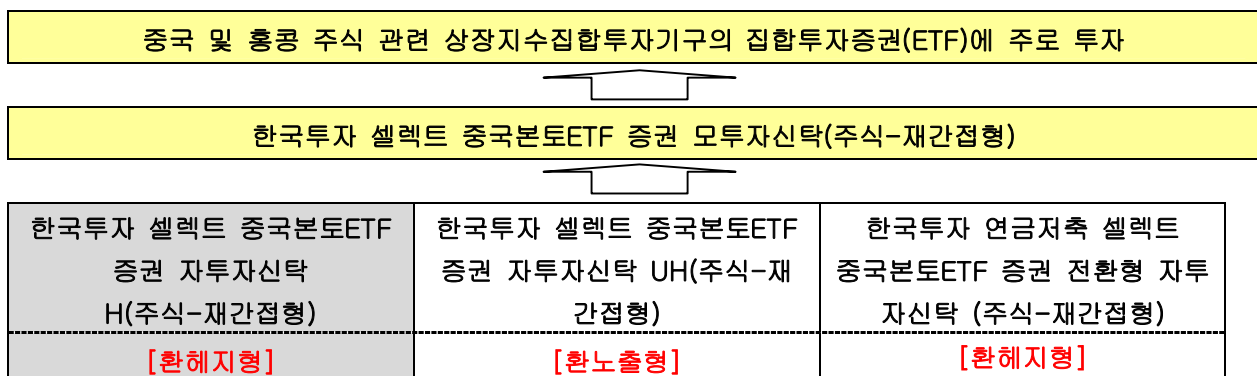 중국 및 홍콩 주식 관련 상장지수집합투자기구의 집합투자증권(ETF)에 주로 투자
한국투자 셀렉트 중국본토ETF 증권 모투자신탁(주식-재간접형)
한국투자 셀렉트 중국본토ETF
증권 자투자신탁
H(주식-재간접형)
[환헤지형]
한국투자 셀렉트 중국본토ETF
증권 자투자신탁 UH(주식-재
간접형)
[환노출형]
한국투자 연금저축 셀렉트
중국본토ETF 증권 전환형 자투
자신탁 (주식-재간접형)
[환헤지형]